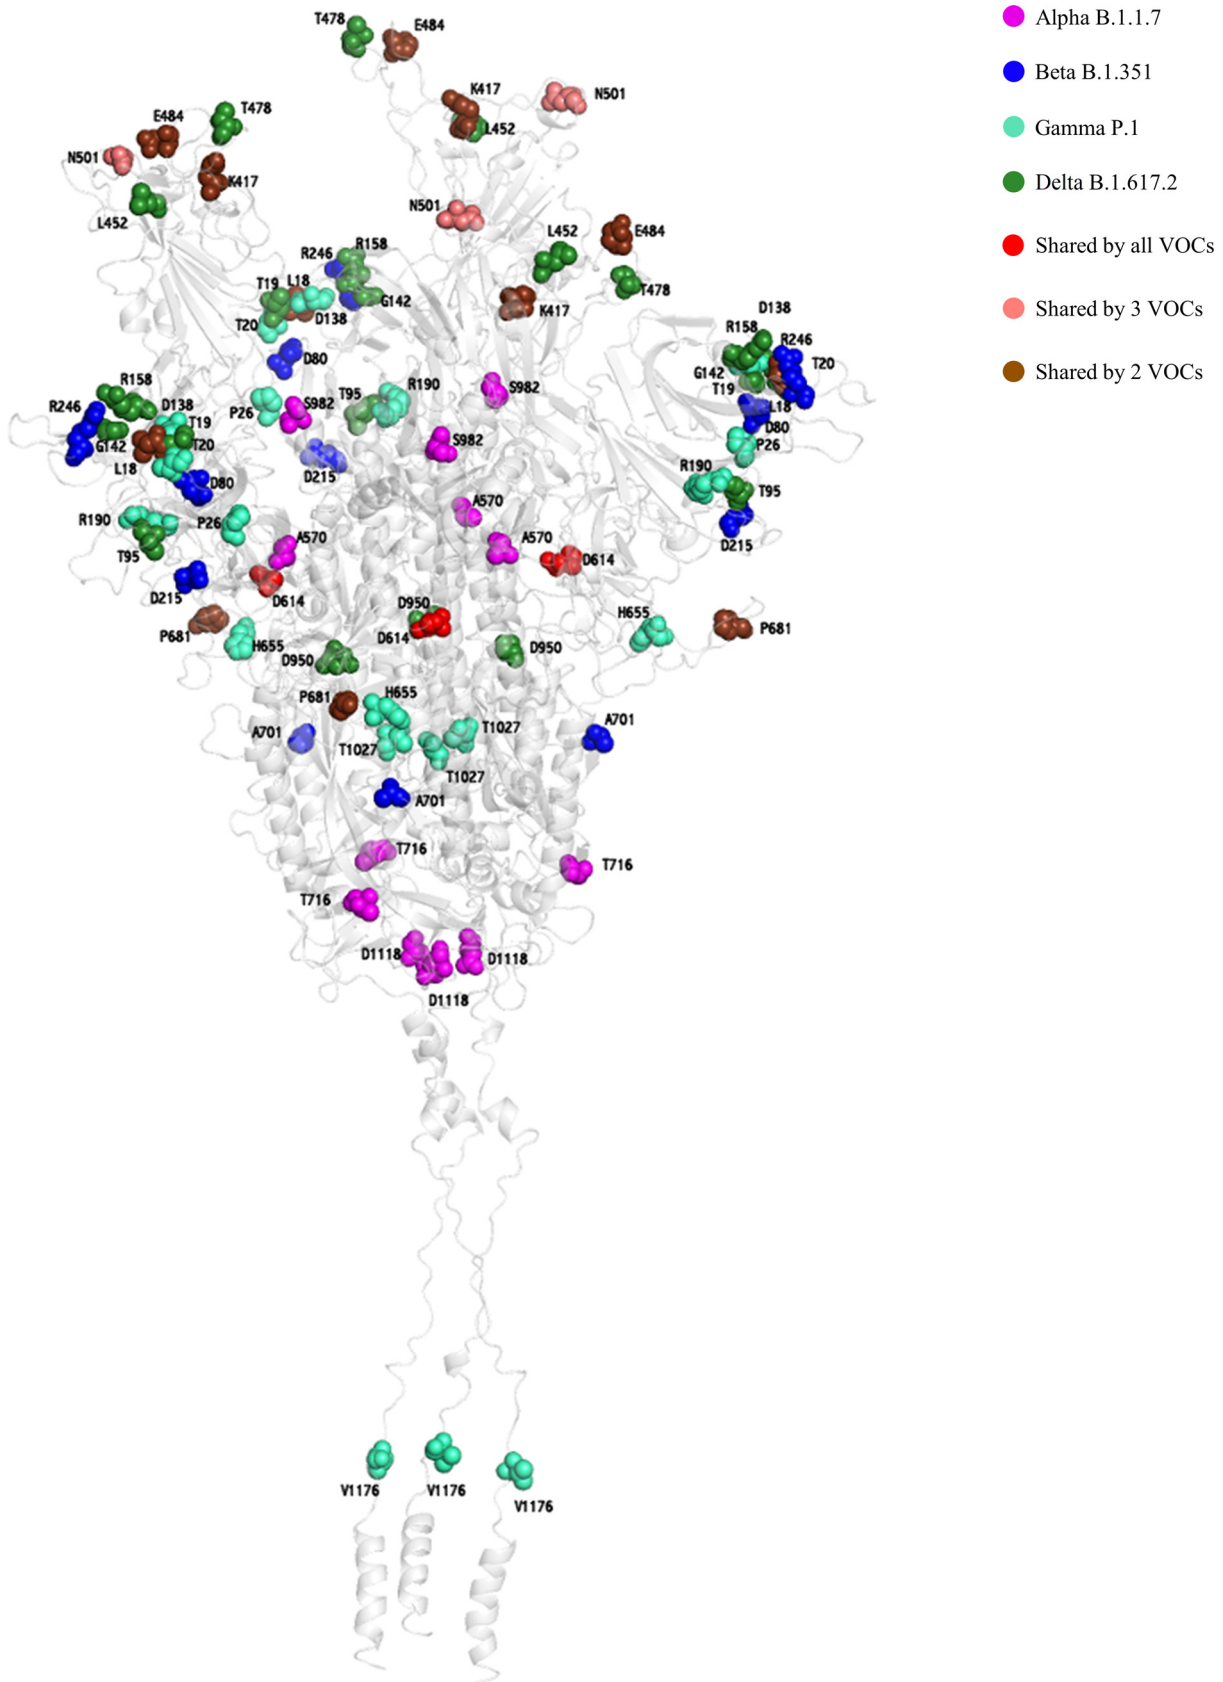 T478
E484
K417
N501
L452
E484
T478
N501
K417
L452
N501
L452
E484
T478
K417
R246
R158
T19
L18
G142
D138
T20
D80
D138
R158
R246
G142
T20
T19
L18
D80
P26
R190
T95
D215
R158
R246
D138
T19
G142
T20
L18
D80
P26
S982
T95
R190
S982
S982
D215
R190
P26
T95
A570
A570
A570
D215
D614
D614
P681
H655
D950
D614
D950
D950
H655
P681
P681
H655
A701
T1027
T1027
T1027
A701
A701
T716
T716
T716
D1118
D1118
D1118
V1176
V1176
V1176
Alpha B.1.1.7
Beta B.1.351
Gamma P.1
Delta B.1.617.2
Shared by all VOCs
Shared by 3 VOCs
Shared by 2 VOCs